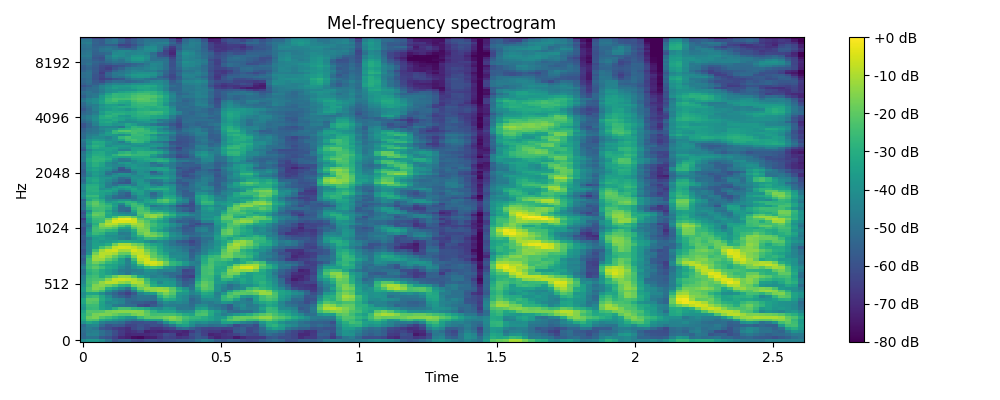 Mel-frequency spectrogram
Hz
8192
4096
2048
1024
512
0
0
0.5
1
1.5
2
2.5
Time
+0 dB
-10 dB
-20 dB
-30 dB
-40 dB
-50 dB
-60 dB
-70 dB
-80 dB